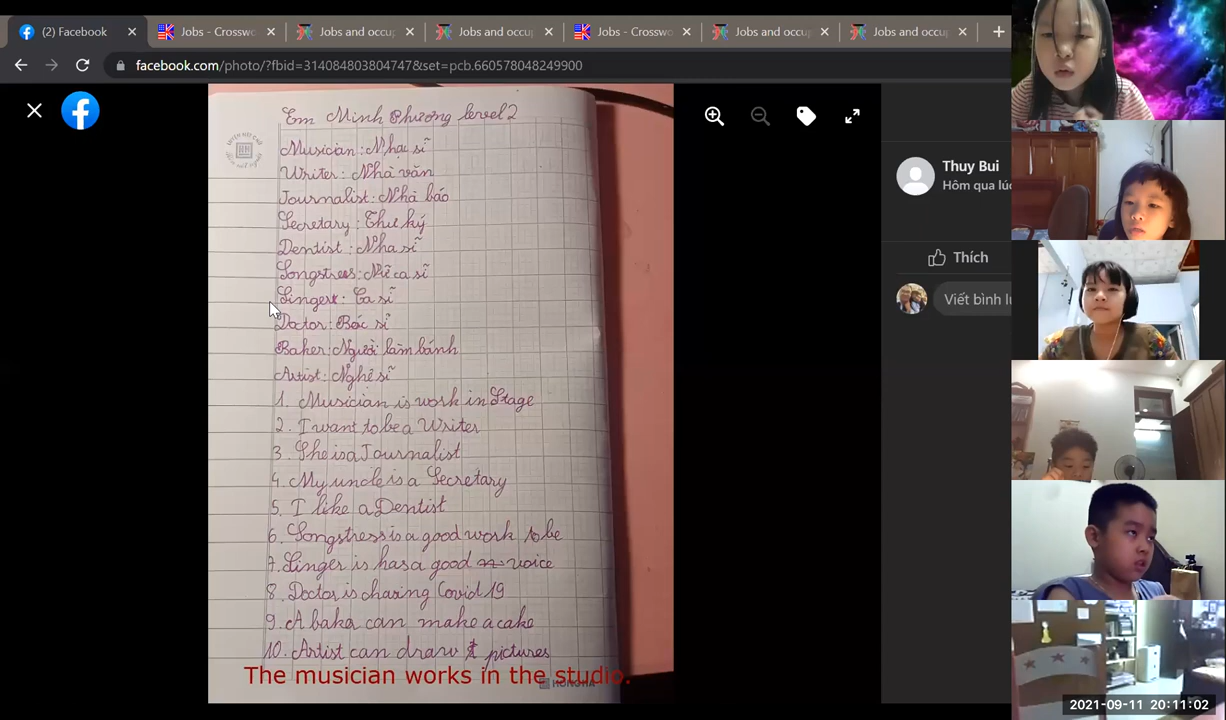 (2) Facebook
Jobs - Crosswo
Jobs and occu
Jobs and occu
Jobs - Crosswo
Jobs and occu
Jobs and occu
facebook.com/photo/?fbid=314084803804747&set=pcb.660578048249900
Em Minh Phương level 2
Musician: Nhạc sĩ
Writer: Nhà văn
Journalist: Nhà báo
Secretary: Thư ký
Dentist: Nha sĩ
Songstress: Nữ ca sĩ
Singer: Ca sĩ
Doctor: Bác sĩ
Baker: Người làm bánh
Artist: Nghệ sĩ
1. Musician is work in Stage
2. I want to be a Writer
3. She is a Journalist
4. My uncle is a Secretary
5. I like a Dentist
6. Songstress is a good work to be
7. Singer is has a good voice
8. Doctor is charing Covid 19
9. A baker can make a cake
10. Artist can draw pictures
The musician works in the studio.
Thuy Bui
Hôm qua lúc
Thích
Viết bình lu
2021-09-11 20:11:02